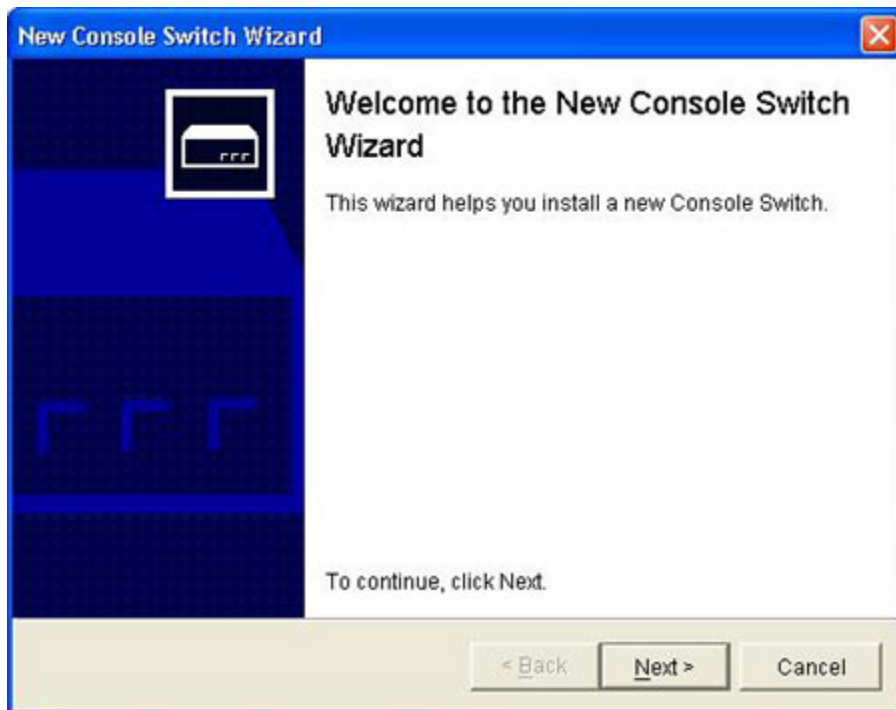 New Console Switch Wizard
Welcome to the New Console Switch
Wizard
This wizard helps you install a new Console Switch.
To continue, click Next.
< Back
Next >
Cancel